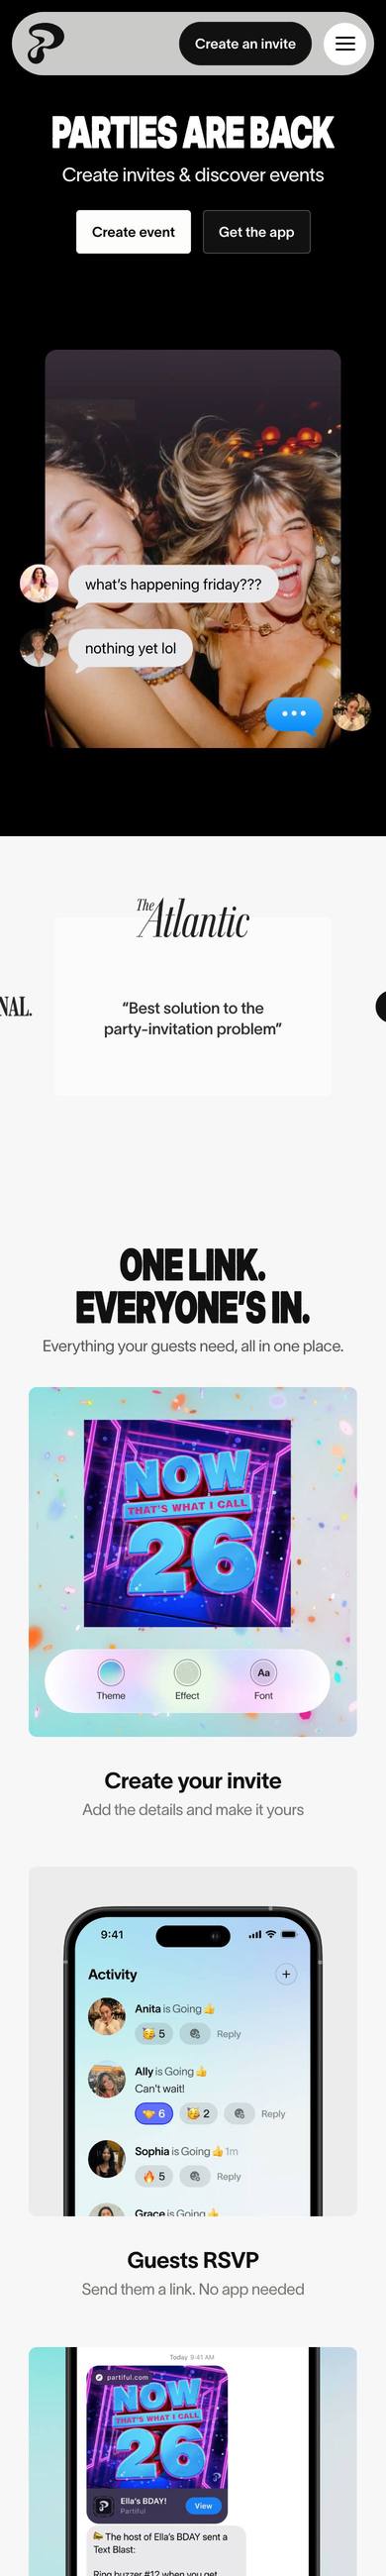 Create an invite
PARTIES ARE BACK
Create invites & discover events
Create event
Get the app
what's happening friday???
nothing yet lol
The Atlantic
NAL.
“Best solution to the
party-invitation problem”
ONE LINK.
EVERYONE'S IN.
Everything your guests need, all in one place.
NOW
THAT'S WHAT I CALL
26
Aa
Theme
Effect
Font
Create your invite
Add the details and make it yours
9:41
Activity
Anita is Going 👍
🥳 5
Reply
Ally is Going 👍
Can't wait!
🤝 6
🥳 2
Reply
Sophia is Going 👍 1m
🔥 5
Reply
Grace is Going 👍
Guests RSVP
Send them a link. No app needed
Today 9:41 AM
partiful.com
NOW
THAT'S WHAT I CALL
26
Ella's BDAY!
Partiful
View
The host of Ella's BDAY sent a
Text Blast:
Ring buzzer #12 when you get